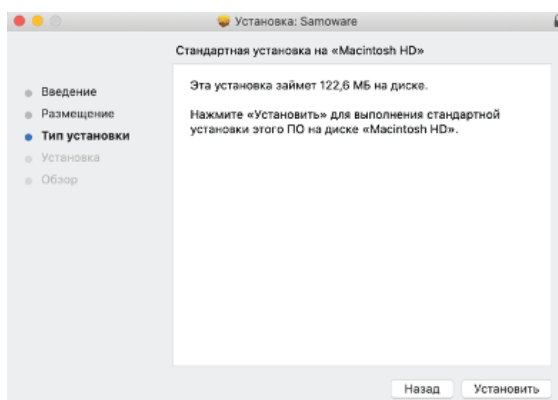 Установка: Samoware
Стандартная установка на «Macintosh HD»
Введение
Размещение
Тип установки
Установка
Обзор
Эта установка займет 122,6 МБ на диске.
Нажмите «Установить» для выполнения стандартной
установки этого ПО на диске «Macintosh HD».
Назад
Установить